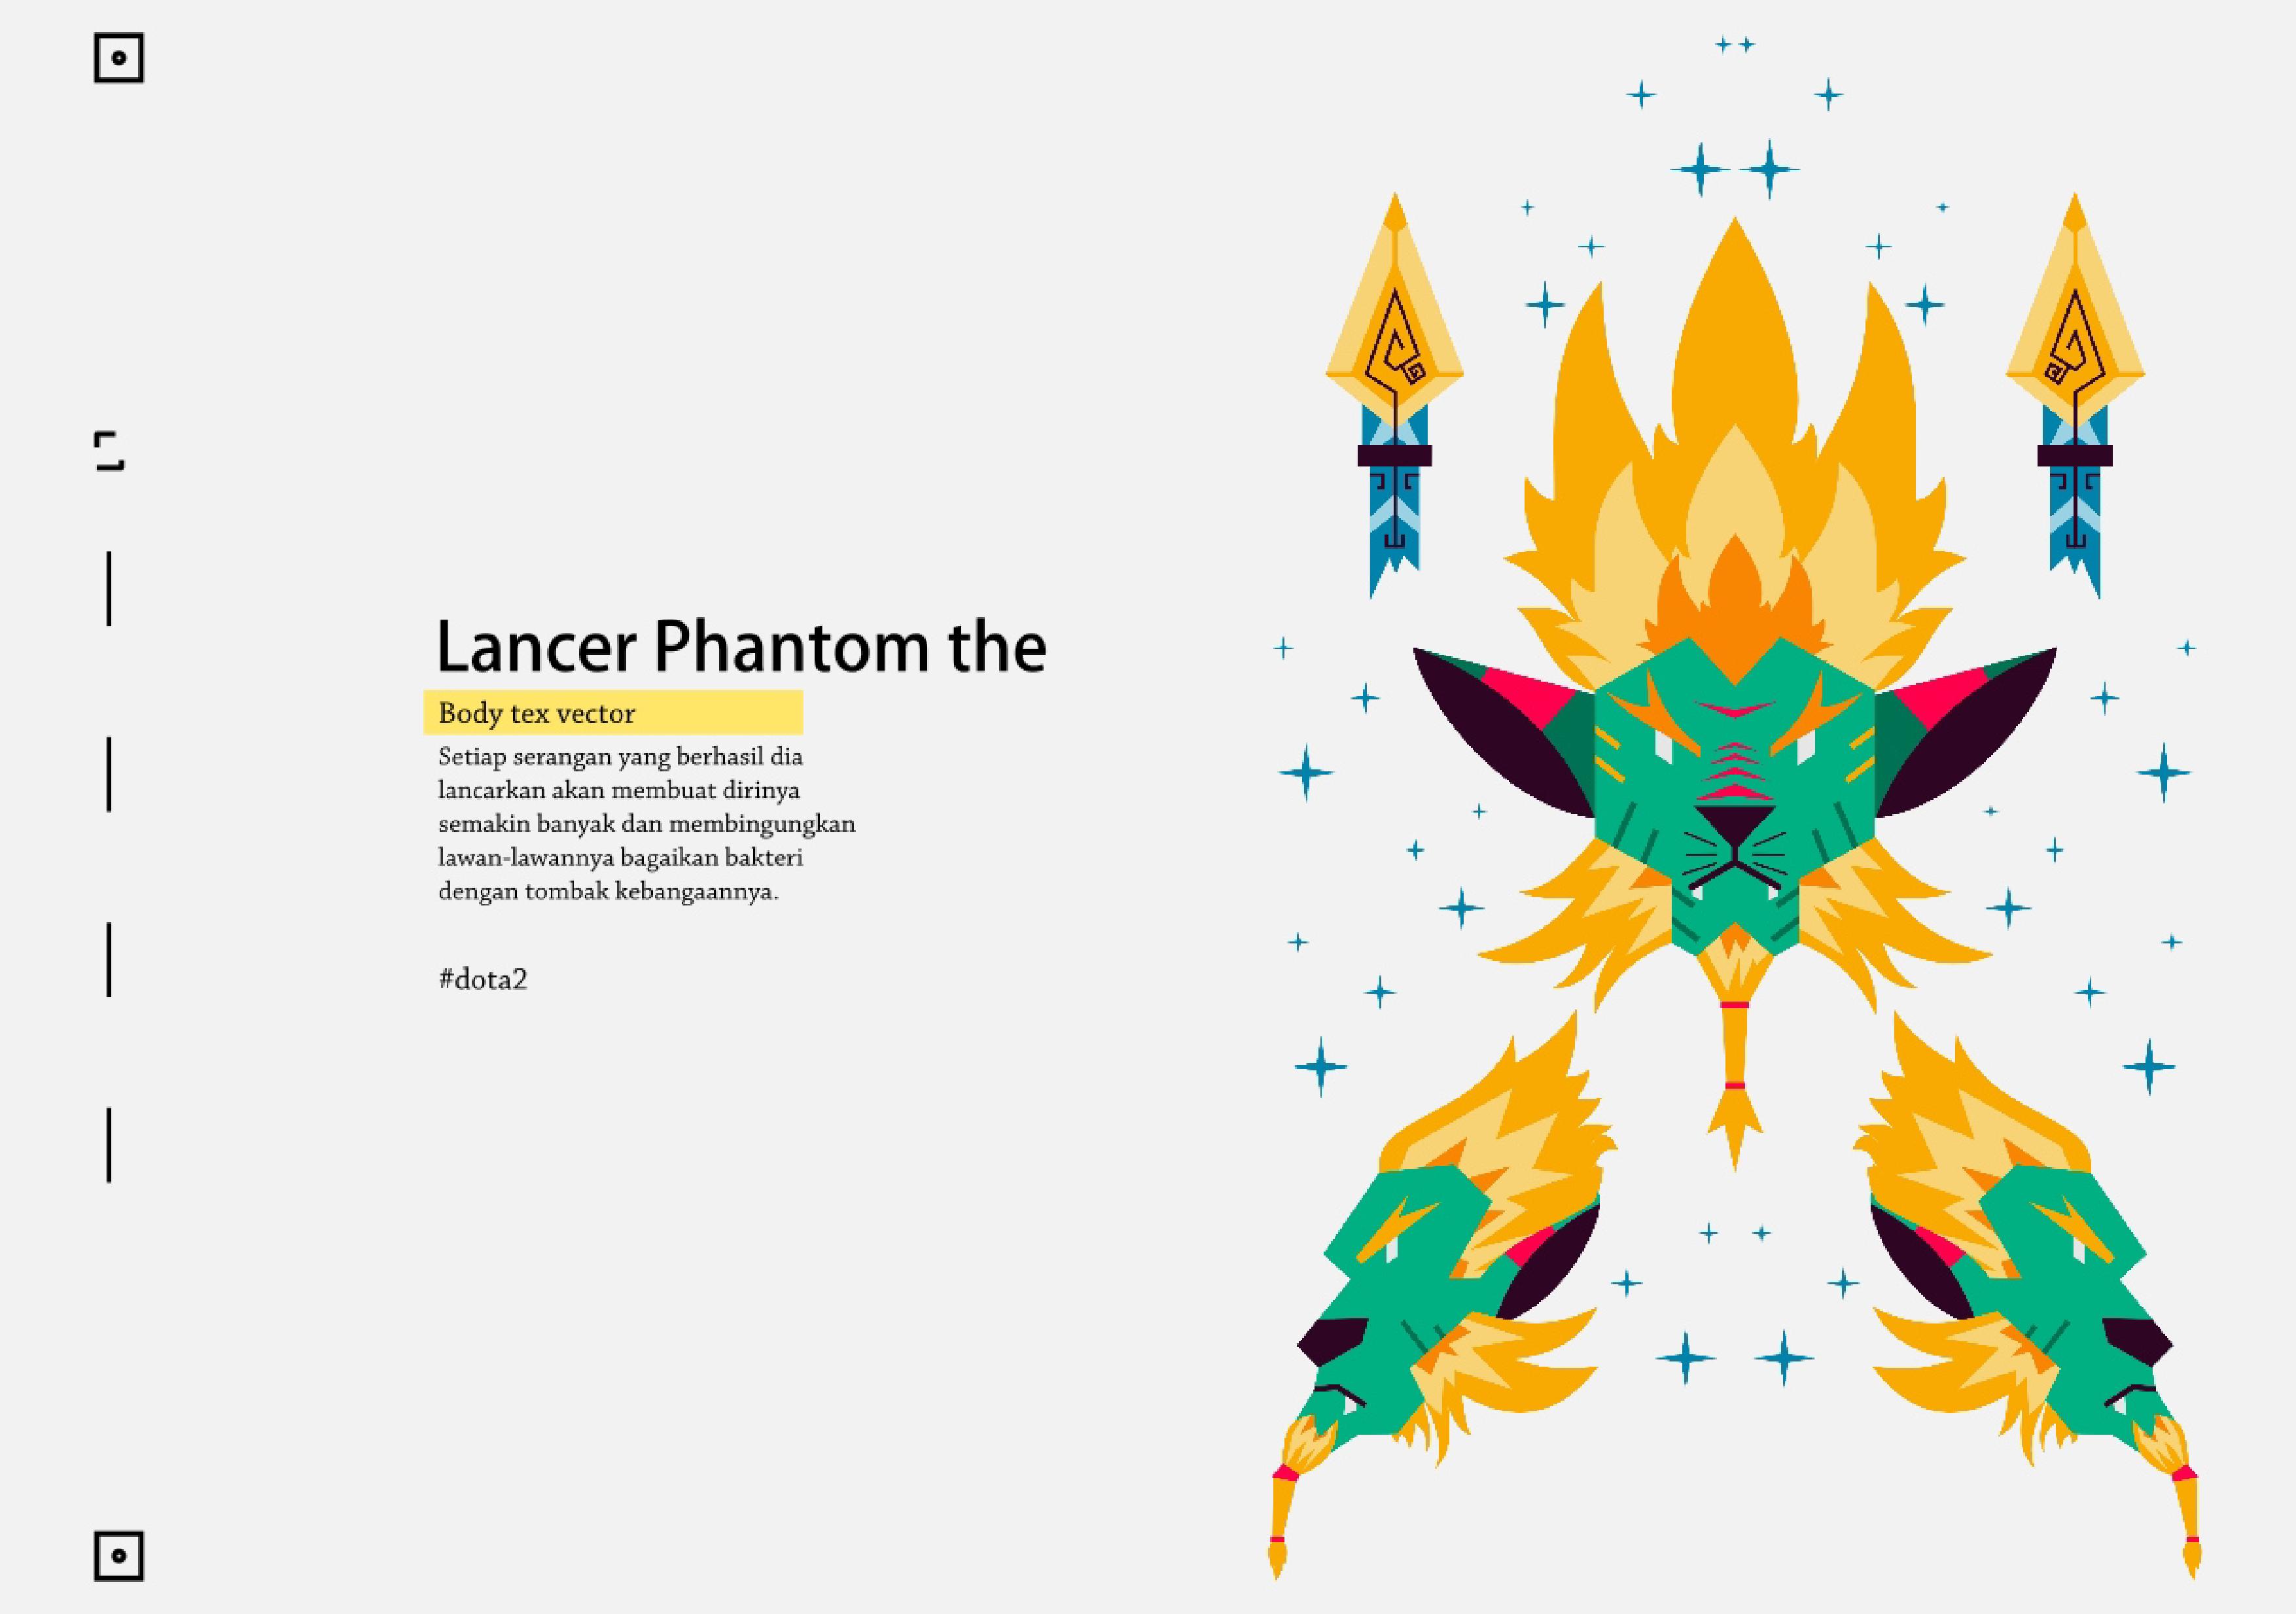 Lancer Phantom the
Body tex vector
Setiap serangan yang berhasil dia
lancarkan akan membuat dirinya
semakin banyak dan membingungkan
lawan-lawannya bagaikan bakteri
dengan tombak kebangaannya.
#dota2